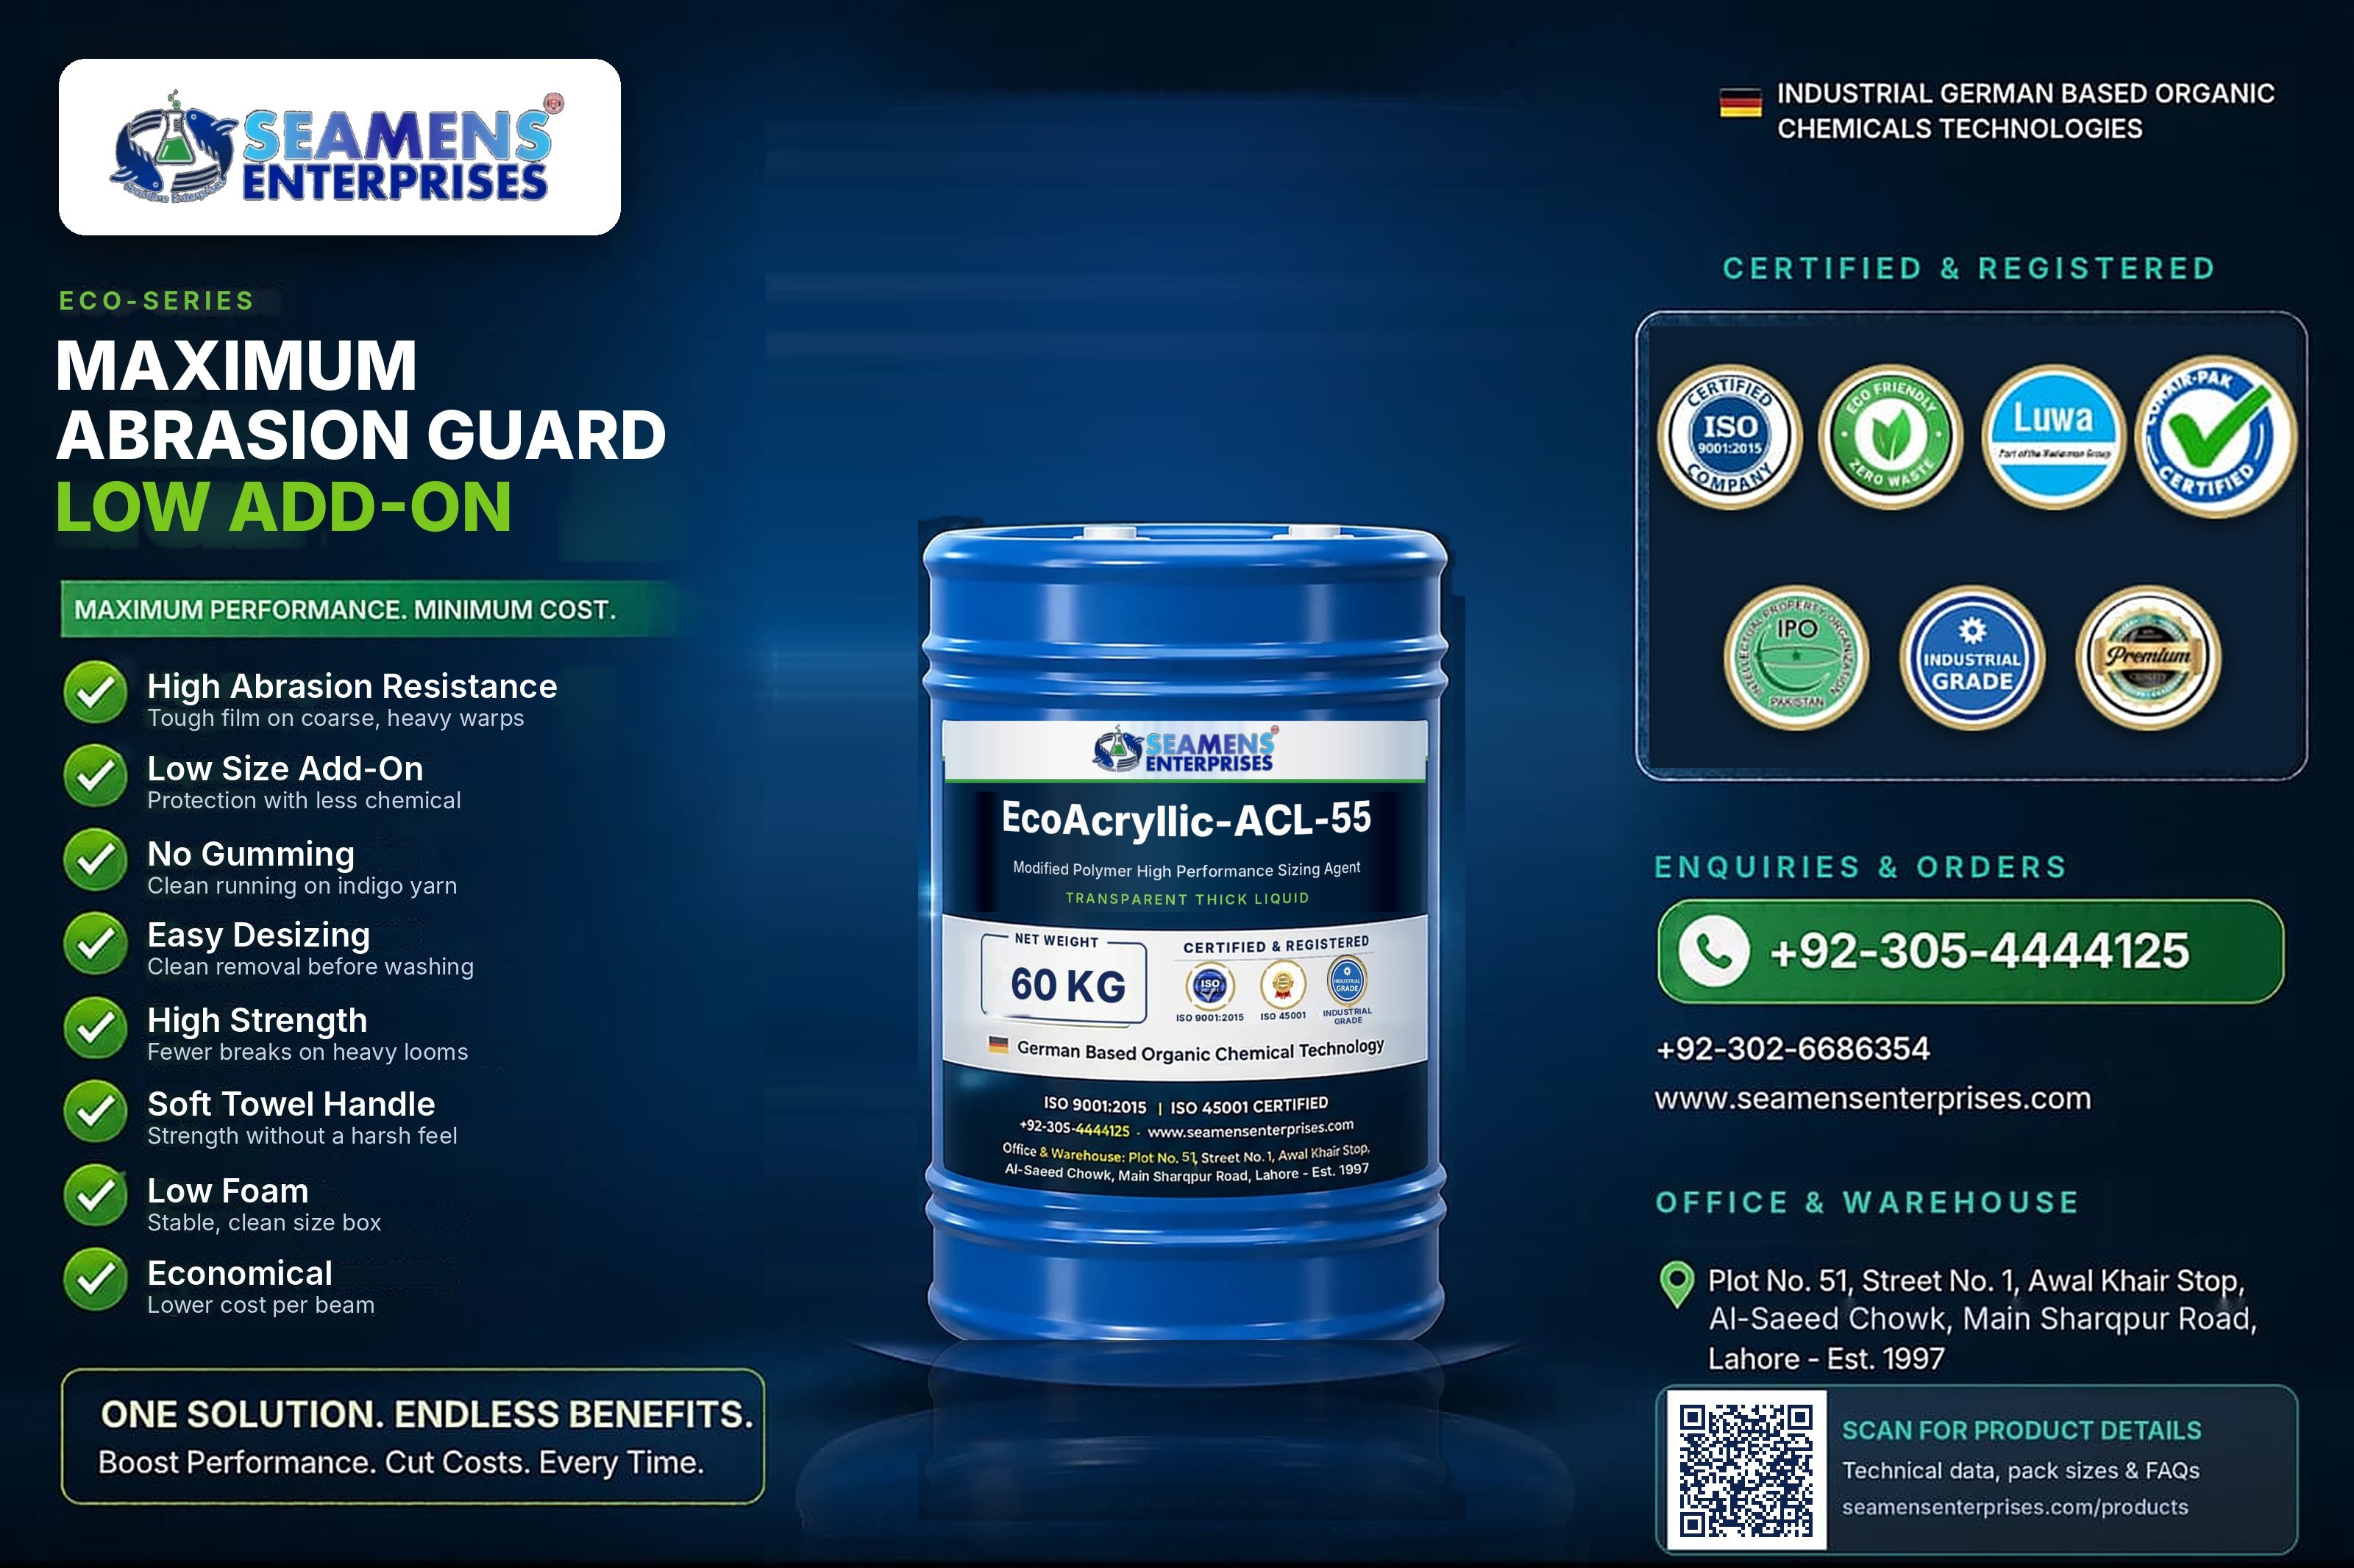 SEAMENS®
ENTERPRISES
ECO-SERIES
MAXIMUM
ABRASION GUARD
LOW ADD-ON
MAXIMUM PERFORMANCE. MINIMUM COST.
High Abrasion Resistance
Tough film on coarse, heavy warps
Low Size Add-On
Protection with less chemical
No Gumming
Clean running on indigo yarn
Easy Desizing
Clean removal before washing
High Strength
Fewer breaks on heavy looms
Soft Towel Handle
Strength without a harsh feel
Low Foam
Stable, clean size box
Economical
Lower cost per beam
ONE SOLUTION. ENDLESS BENEFITS.
Boost Performance. Cut Costs. Every Time.
SEAMENS
ENTERPRISES
EcoAcryllic-ACL-55
Modified Polymer High Performance Sizing Agent
TRANSPARENT THICK LIQUID
NET WEIGHT
60 KG
CERTIFIED & REGISTERED
ISO
INDUSTRIAL
GRADE
ISO 9001:2015
ISO 45001
INDUSTRIAL
GRADE
German Based Organic Chemical Technology
ISO 9001:2015 | ISO 45001 CERTIFIED
+92-305-4444125 - www.seamensenterprises.com
Office & Warehouse: Plot No. 51, Street No. 1, Awal Khair Stop,
Al-Saeed Chowk, Main Sharqpur Road, Lahore - Est. 1997
INDUSTRIAL GERMAN BASED ORGANIC
CHEMICALS TECHNOLOGIES
CERTIFIED & REGISTERED
CERTIFIED
ISO
9001:2015
COMPANY
ECO FRIENDLY
ZERO WASTE
Luwa
Part of the
Group
CERTIFIED
INTELLECTUAL PROPERTY ORGANIZATION
IPO
PAKISTAN
INDUSTRIAL
GRADE
Premium
ENQUIRIES & ORDERS
+92-305-4444125
+92-302-6686354
www.seamensenterprises.com
OFFICE & WAREHOUSE
Plot No. 51, Street No. 1, Awal Khair Stop,
Al-Saeed Chowk, Main Sharqpur Road,
Lahore - Est. 1997
SCAN FOR PRODUCT DETAILS
Technical data, pack sizes & FAQs
seamensenterprises.com/products